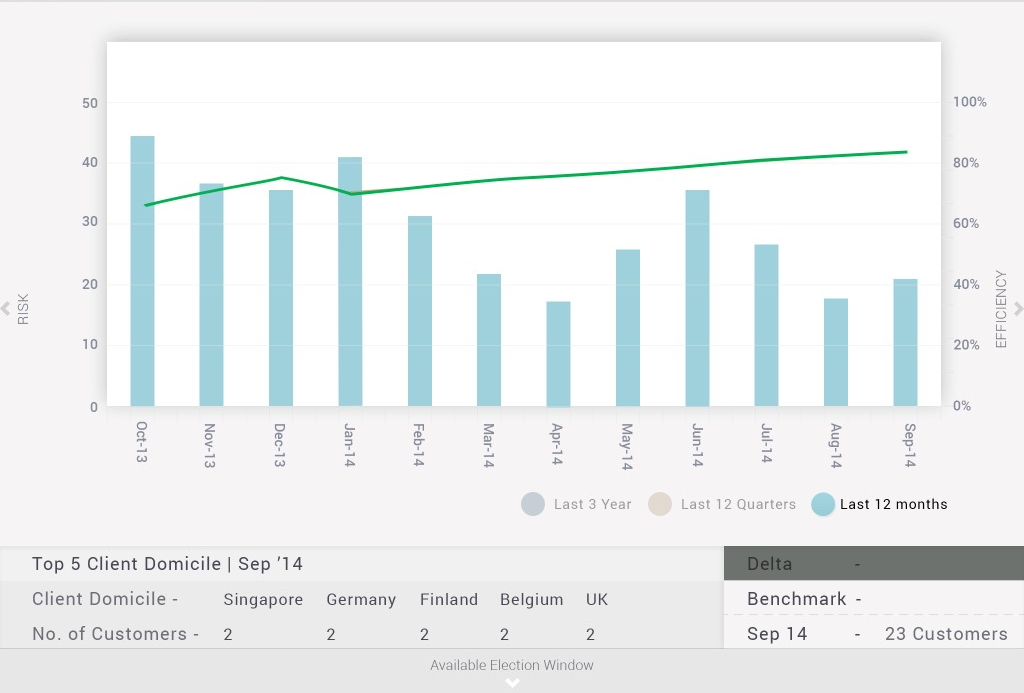 50 100%
40 80%
30 60%
20 40%
10 20%
0 0%
RISK
EFFICIENCY
Oct-13 Nov-13 Dec-13 Jan-14 Feb-14 Mar-14 Apr-14 May-14 Jun-14 Jul-14 Aug-14 Sep-14
Last 3 Year Last 12 Quarters Last 12 months
Top 5 Client Domicile | Sep '14
Client Domicile - Singapore Germany Finland Belgium UK
No. of Customers - 2 2 2 2 2
Delta -
Benchmark -
Sep 14 - 23 Customers
Available Election Window